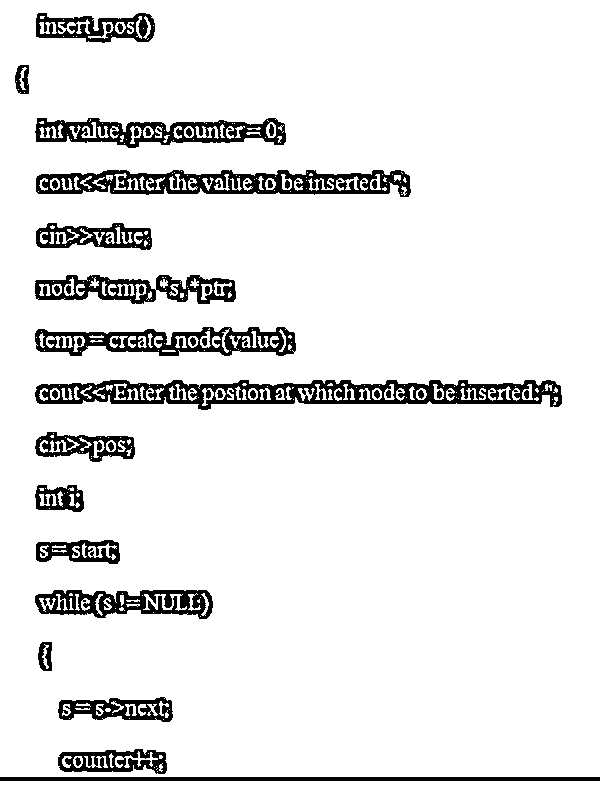 insert_pos()
{
int value, pos, counter = 0;
cout<<"Enter the value to be inserted: ";
cin>>value;
node *temp, *s, *ptr;
temp = create_node(value);
cout<<"Enter the postion at which node to be inserted: ";
cin>>pos;
int i;
s = start;
while (s != NULL)
{
s = s->next;
counter++;